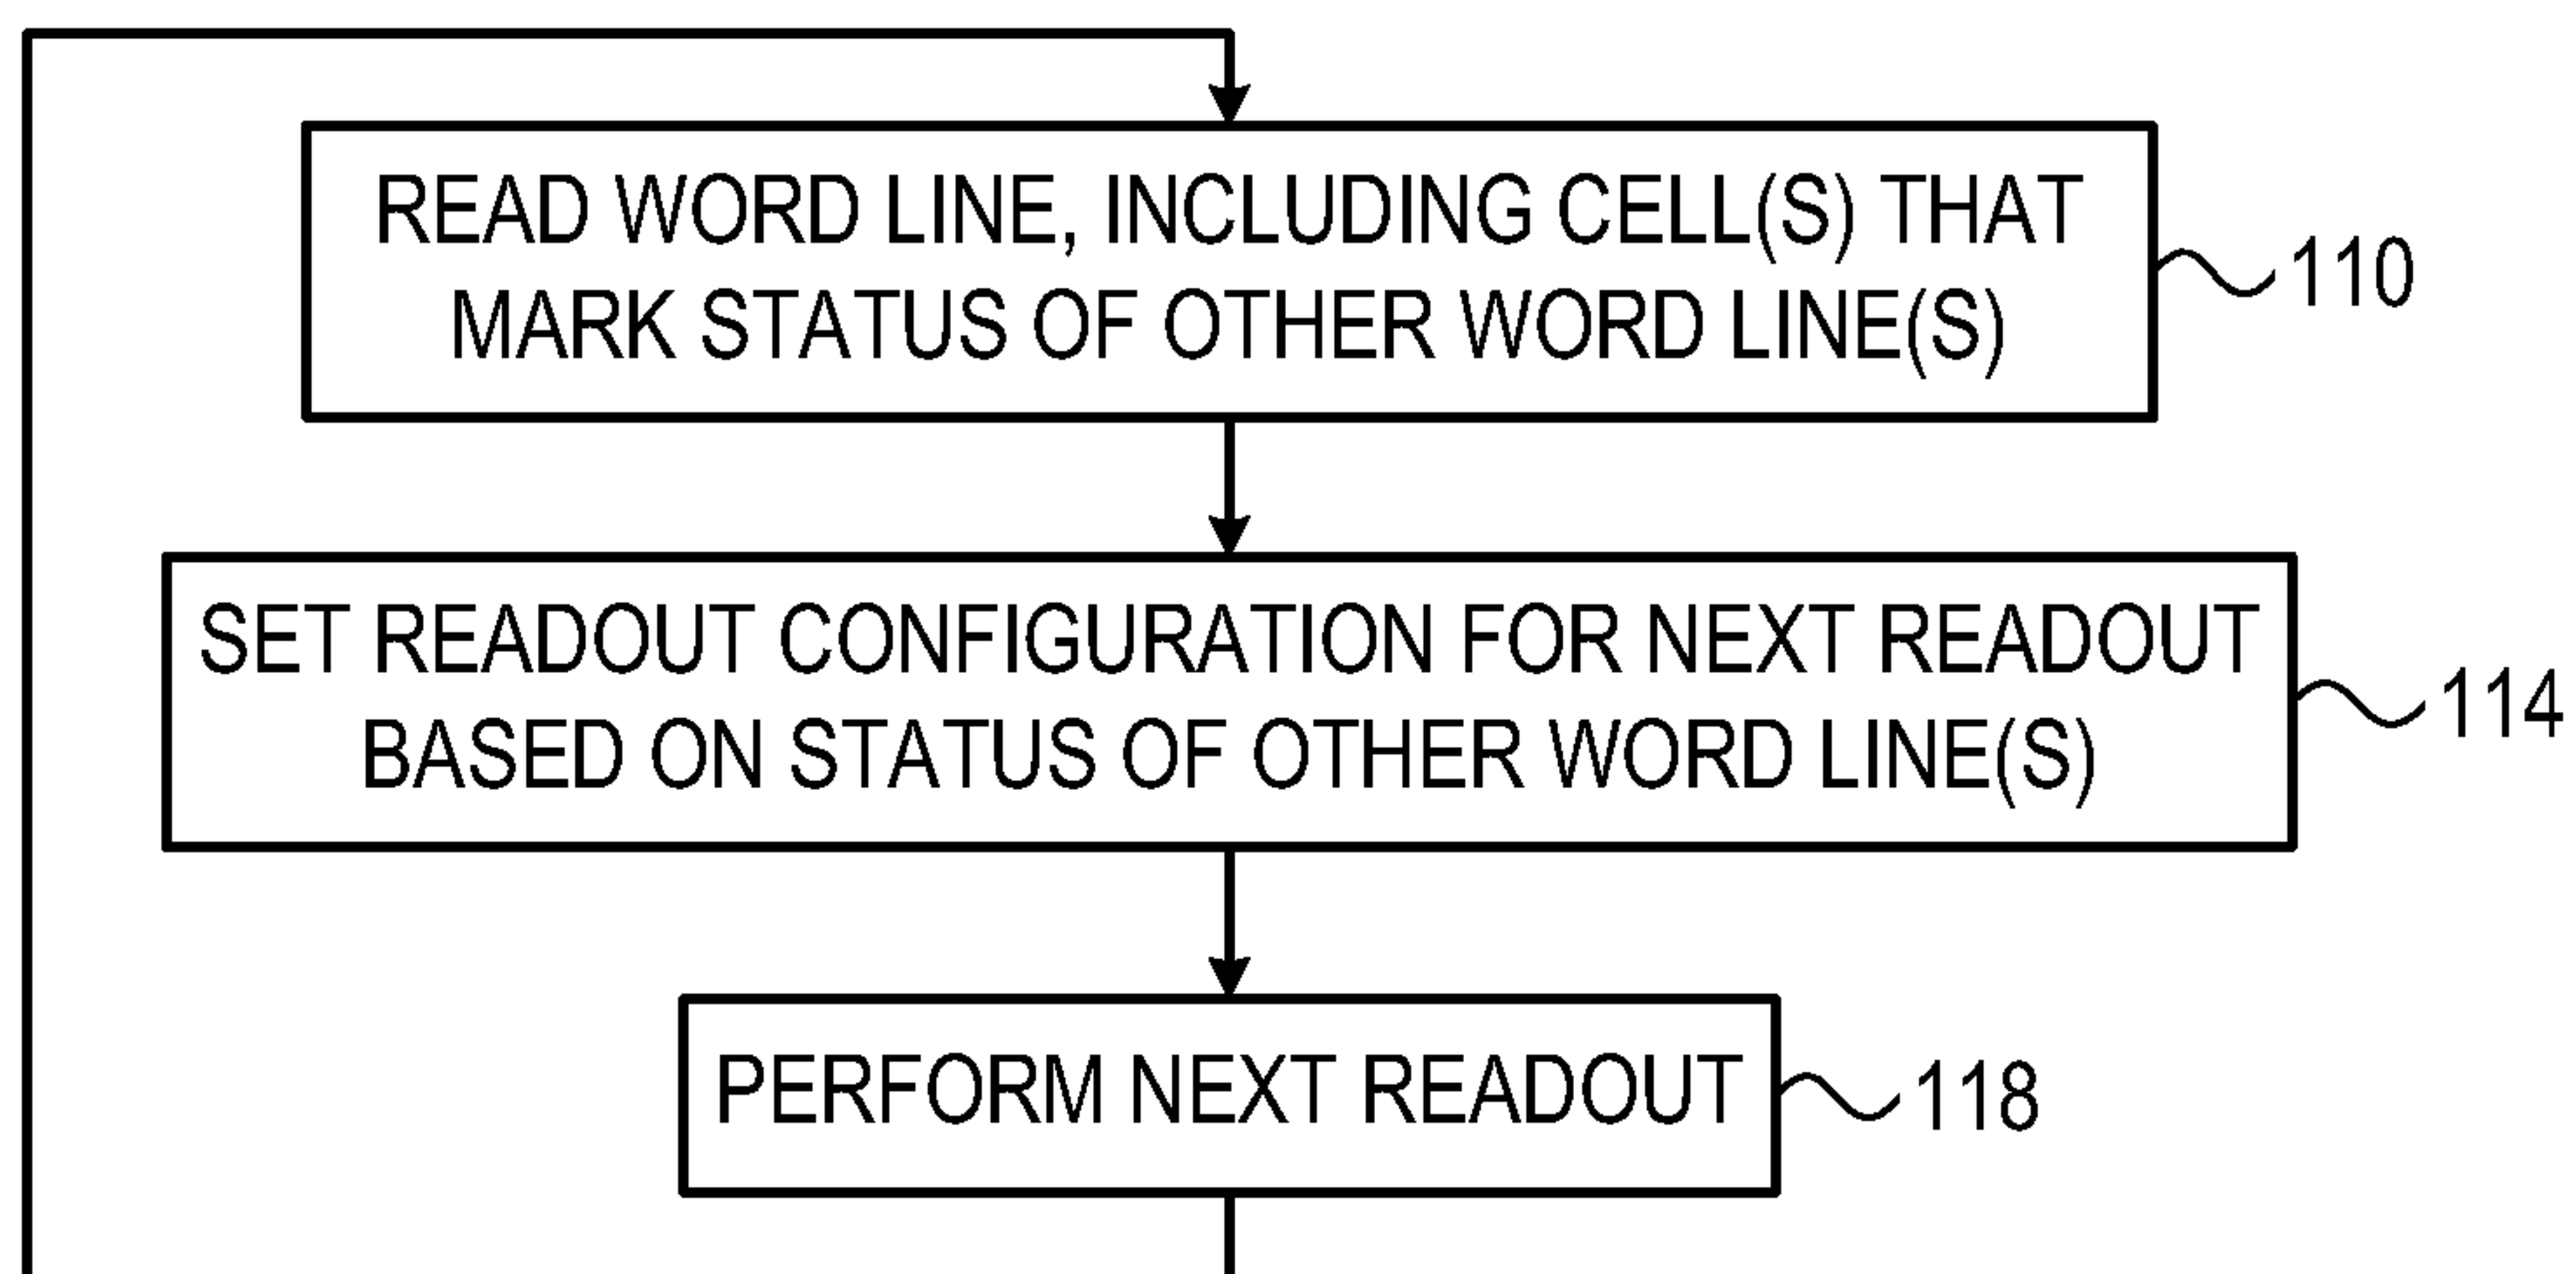 READ WORD LINE, INCLUDING CELL(S) THAT
MARK STATUS OF OTHER WORD LINE(S)
110
SET READOUT CONFIGURATION FOR NEXT READOUT
BASED ON STATUS OF OTHER WORD LINE(S)
114
PERFORM NEXT READOUT
118